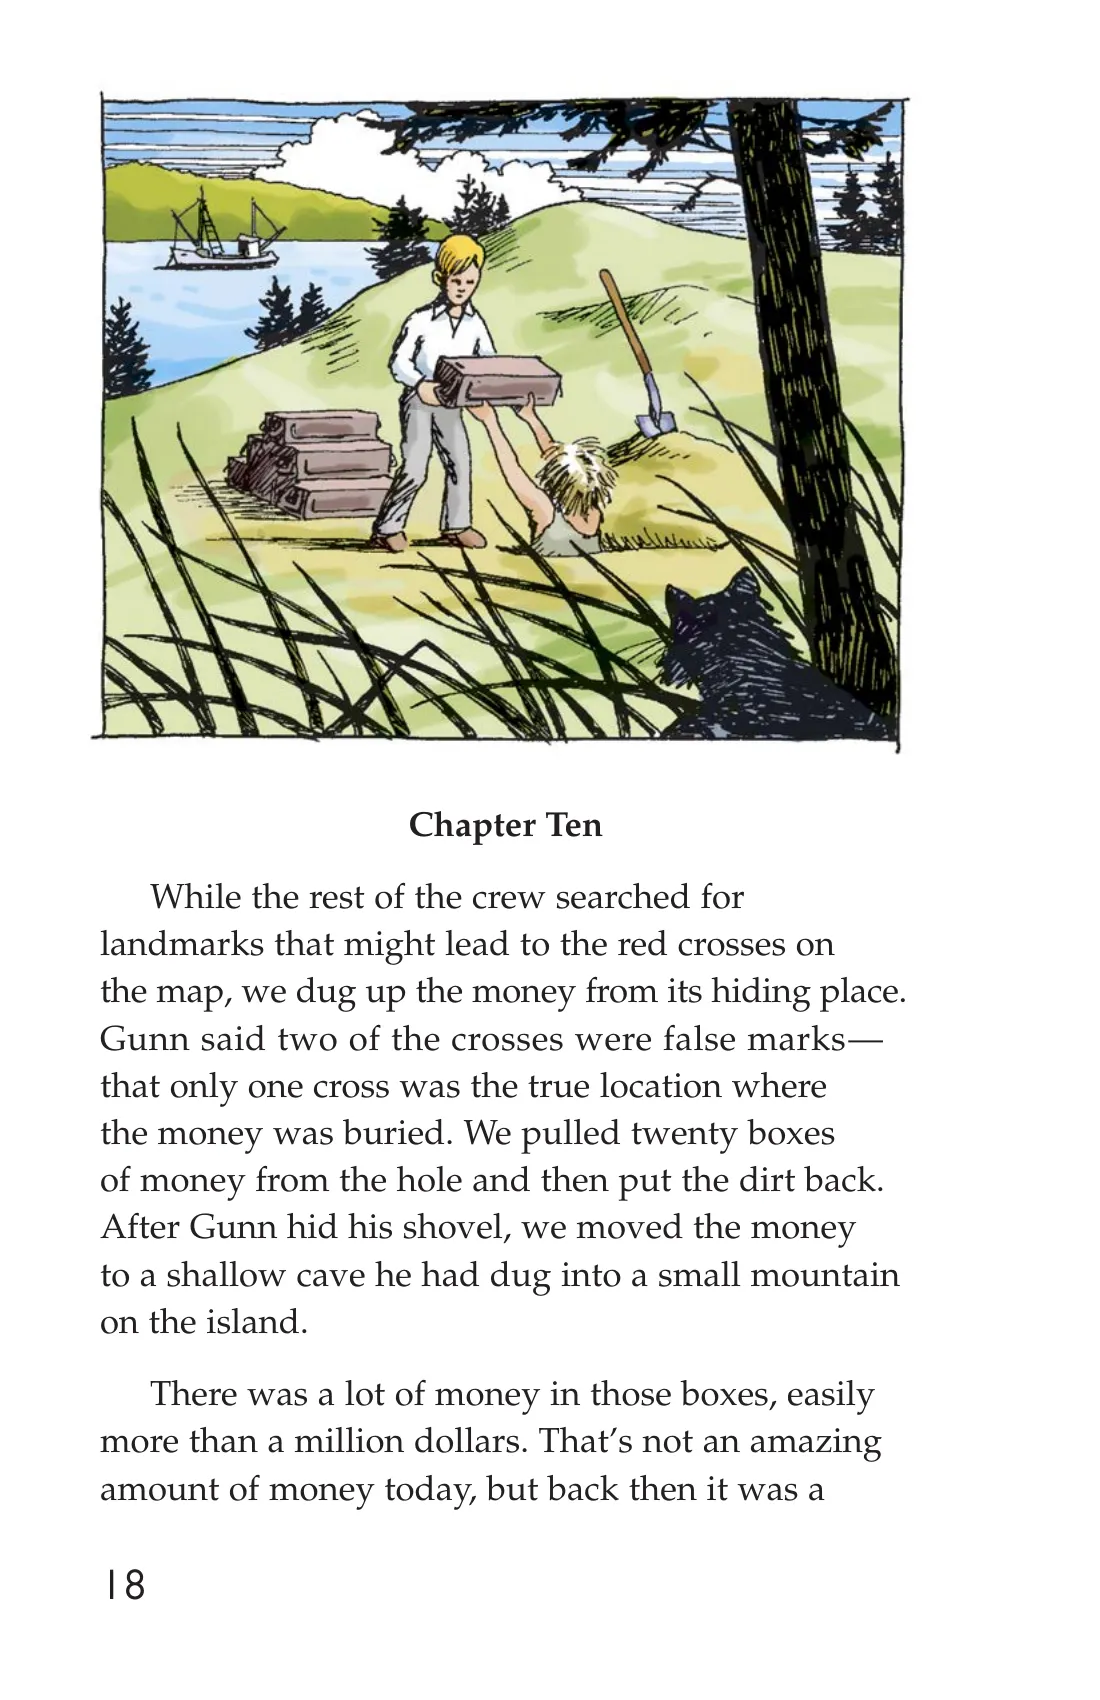 Chapter Ten
While the rest of the crew searched for
landmarks that might lead to the red crosses on
the map, we dug up the money from its hiding place.
Gunn said two of the crosses were false marks—
that only one cross was the true location where
the money was buried. We pulled twenty boxes
of money from the hole and then put the dirt back.
After Gunn hid his shovel, we moved the money
to a shallow cave he had dug into a small mountain
on the island.
There was a lot of money in those boxes, easily
more than a million dollars. That’s not an amazing
amount of money today, but back then it was a
18